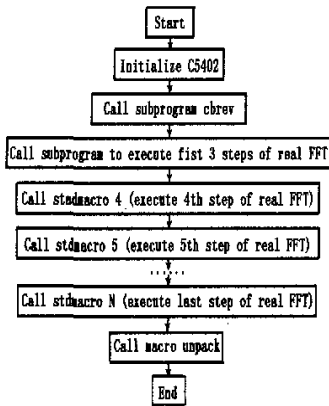 Start
Initialize C5402
Call subprogram cbrev
Call subprogram to execute fist 3 steps of real FFT
Call stadmacro 4 (execute 4th step of real FFT)
Call stdmacro 5 (execute 5th step of real FFT)
......
Call stdmacro N (execute last step of real FFT)
Call macro unpack
End